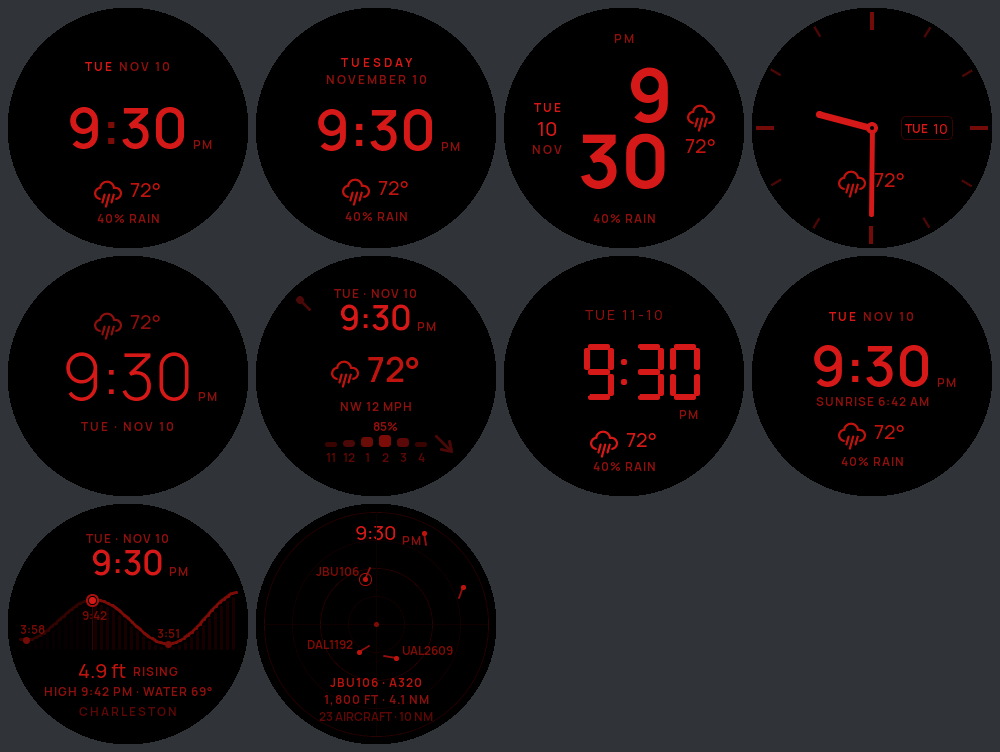 TUE NOV 10
9:30 PM
72°
40% RAIN
TUESDAY
NOVEMBER 10
9:30 PM
72°
40% RAIN
PM
TUE
10
NOV
9
30
72°
40% RAIN
TUE 10
72°
72°
9:30 PM
TUE · NOV 10
TUE · NOV 10
9:30 PM
72°
NW 12 MPH
85%
11 12 1 2 3 4
TUE 11-10
9:30
PM
72°
40% RAIN
TUE NOV 10
9:30 PM
SUNRISE 6:42 AM
72°
40% RAIN
TUE · NOV 10
9:30 PM
3:58
9:42
3:51
4.9 ft RISING
HIGH 9:42 PM · WATER 69°
CHARLESTON
9:30 PM
JBU106
DAL1192
UAL2609
JBU106 · A320
1,800 FT · 4.1 NM
23 AIRCRAFT · 10 NM